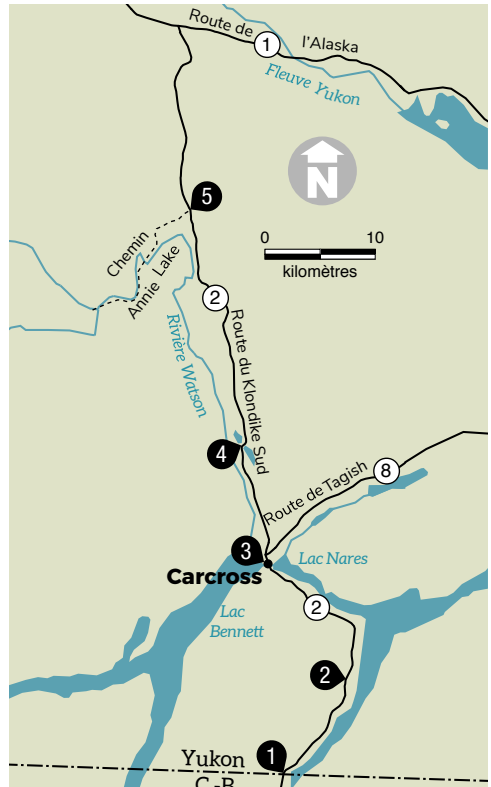 Route de
1
l'Alaska
Fleuve Yukon
N
5
0 10
kilomètres
Chemin
Annie Lake
2
Route du Klondike Sud
Rivière Watson
4
8
Route de Tagish
3
Carcross
Lac Nares
2
Lac
Bennett
2
1
Yukon
C.-B.